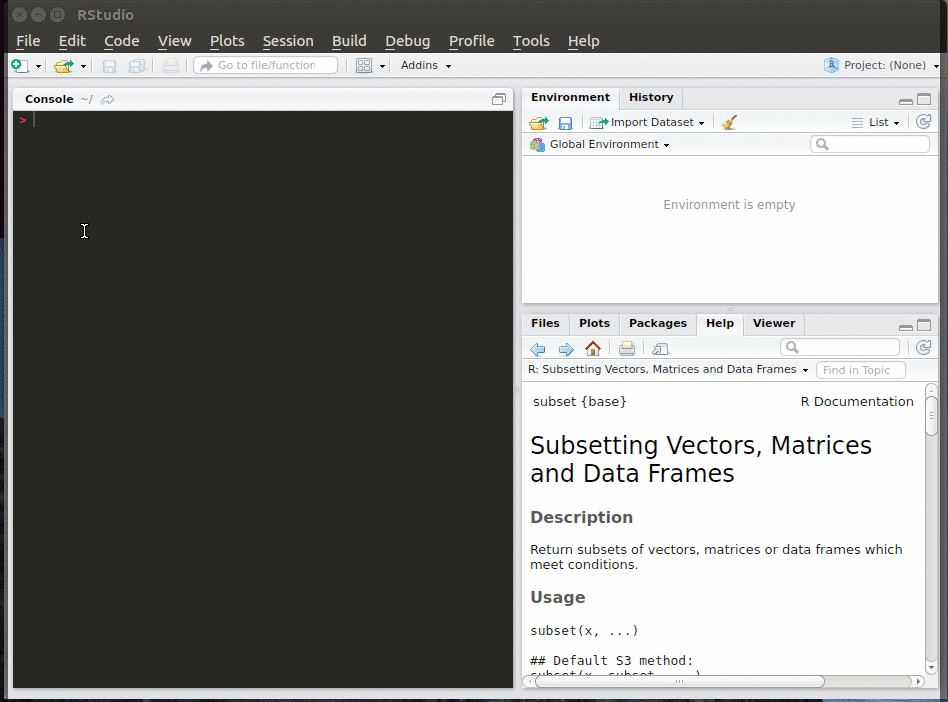 RStudio
File Edit Code View Plots Session Build Debug Profile Tools Help
Go to file/function Addins Project: (None)
Console ~/
>
Environment History
Import Dataset List
Global Environment
Environment is empty
Files Plots Packages Help Viewer
R: Subsetting Vectors, Matrices and Data Frames Find in Topic
subset {base} R Documentation
Subsetting Vectors, Matrices
and Data Frames
Description
Return subsets of vectors, matrices or data frames which
meet conditions.
Usage
subset(x, ...)
## Default S3 method: